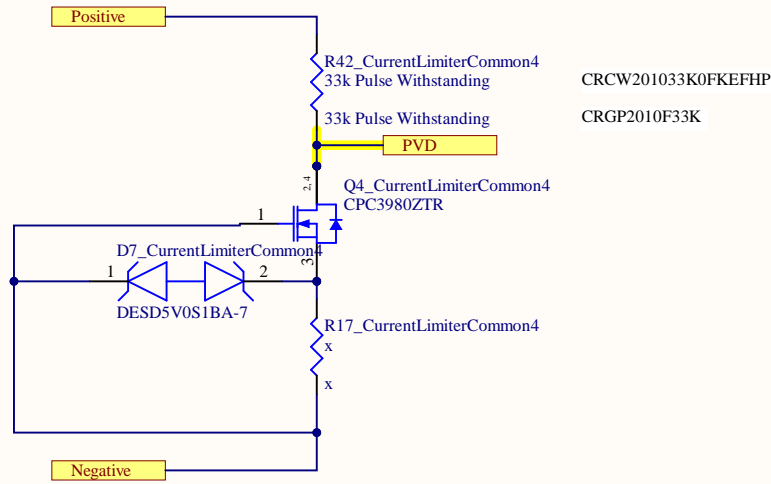 Positive
R42_CurrentLimiterCommon4
33k Pulse Withstanding
CRCW201033K0FKEFHP
33k Pulse Withstanding
CRGP2010F33K
PVD
2, 4
Q4_CurrentLimiterCommon4
CPC3980ZTR
1
D7_CurrentLimiterCommon4
3
1
2
DESD5V0S1BA-7
R17_CurrentLimiterCommon4
x
x
Negative